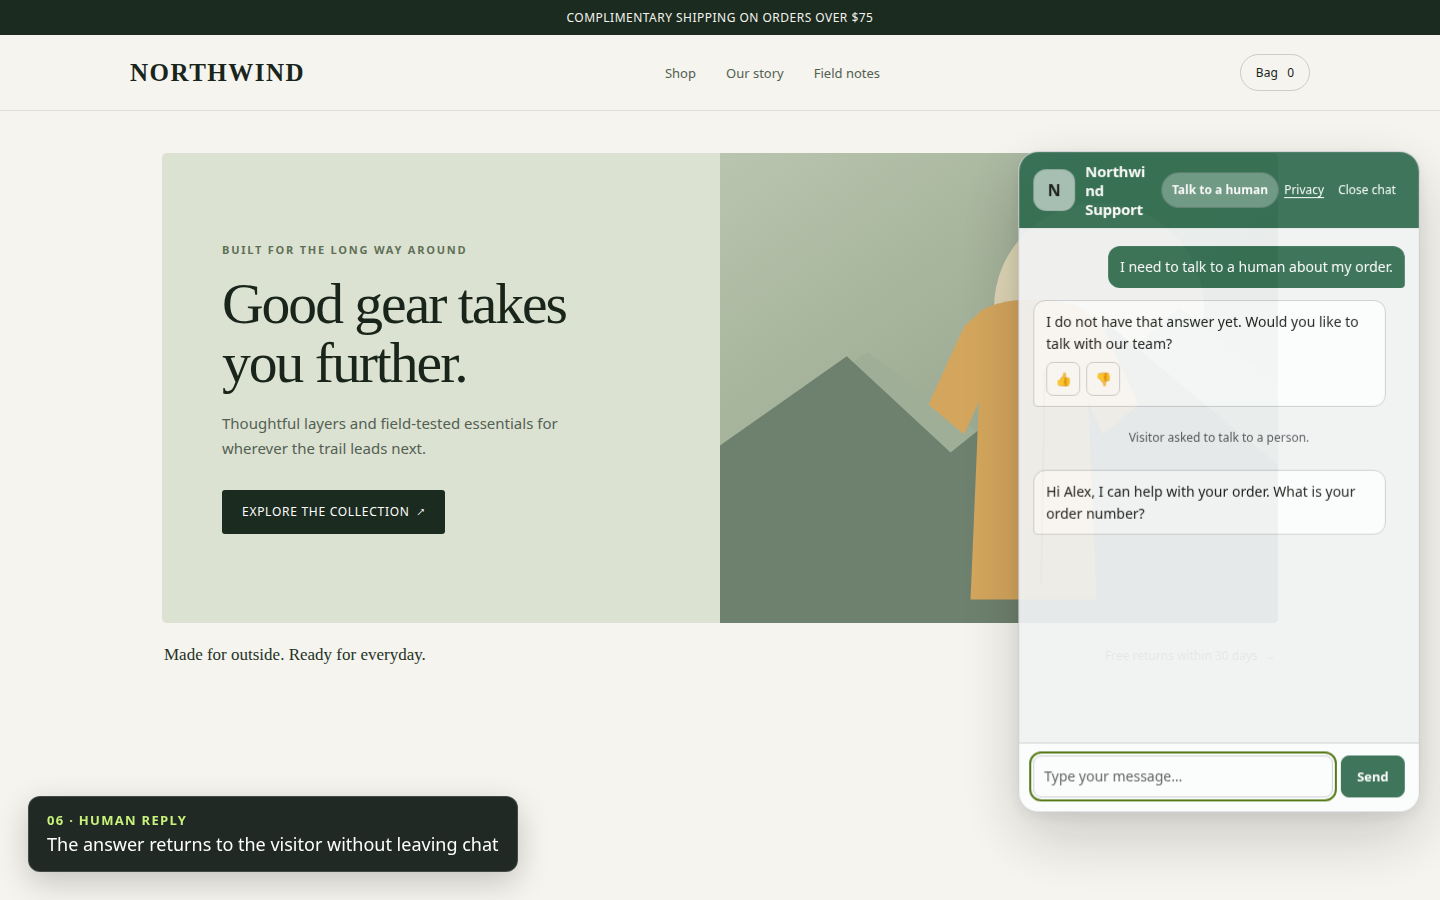 COMPLIMENTARY SHIPPING ON ORDERS OVER $75
NORTHWIND
Shop
Our story
Field notes
Bag 0
BUILT FOR THE LONG WAY AROUND
Good gear takes
you further.
Thoughtful layers and field-tested essentials for
wherever the trail leads next.
EXPLORE THE COLLECTION ↗
Made for outside. Ready for everyday.
Free returns within 30 days →
N
Northwi
nd
Support
Talk to a human
Privacy
Close chat
I need to talk to a human about my order.
I do not have that answer yet. Would you like to
talk with our team?
👍 👎
Visitor asked to talk to a person.
Hi Alex, I can help with your order. What is your
order number?
Type your message...
Send
06 · HUMAN REPLY
The answer returns to the visitor without leaving chat